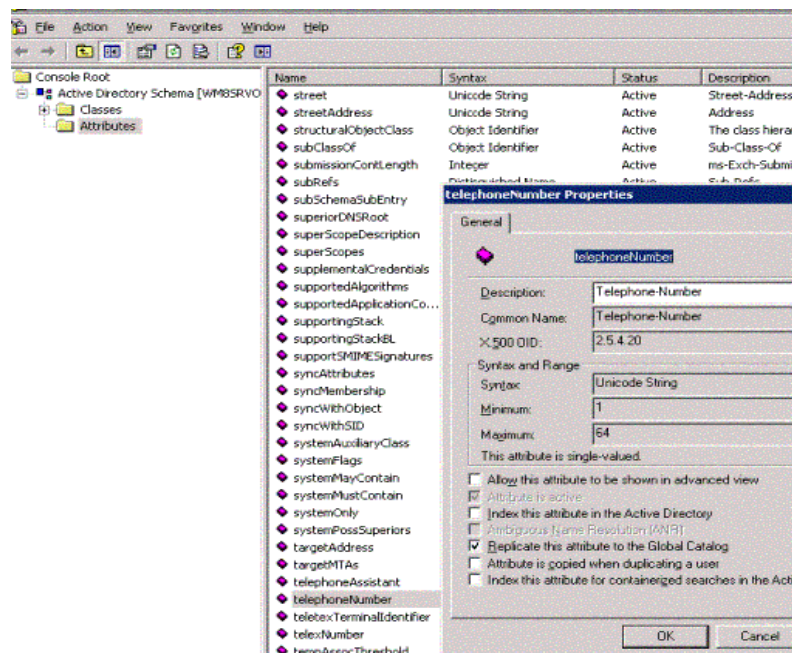 File Action View Favorites Window Help
Console Root
Active Directory Schema [WM8SRVO
Classes
Attributes
Name Syntax Status Description
street Unicode String Active Street-Address
streetAddress Unicode String Active Address
structuralObjectClass Object Identifier Active The class hierar
subClassOf Object Identifier Active Sub-Class-Of
submissionContLength Integer Active ms-Exch-Submi
subRefs Distinguished Name Active Sub-Refs
subSchemaSubEntry
superiorDNSRoot
superScopeDescription
superScopes
supplementalCredentials
supportedAlgorithms
supportedApplicationCo...
supportingStack
supportingStackBL
supportSMIMESignatures
syncAttributes
syncMembership
syncWithObject
syncWithSID
systemAuxiliaryClass
systemFlags
systemMayContain
systemMustContain
systemOnly
systemPossSuperiors
targetAddress
targetMTAs
telephoneAssistant
telephoneNumber
teletexTerminalIdentifier
telexNumber
tempAssocThreshold
telephoneNumber Properties
General
telephoneNumber
Description: Telephone-Number
Common Name: Telephone-Number
X.500 OID: 2.5.4.20
Syntax and Range
Syntax: Unicode String
Minimum: 1
Maximum: 64
This attribute is single-valued.
Allow this attribute to be shown in advanced view
Attribute is active
Index this attribute in the Active Directory
Ambiguous Name Resolution (ANR)
Replicate this attribute to the Global Catalog
Attribute is copied when duplicating a user
Index this attribute for containerized searches in the Acti
OK Cancel